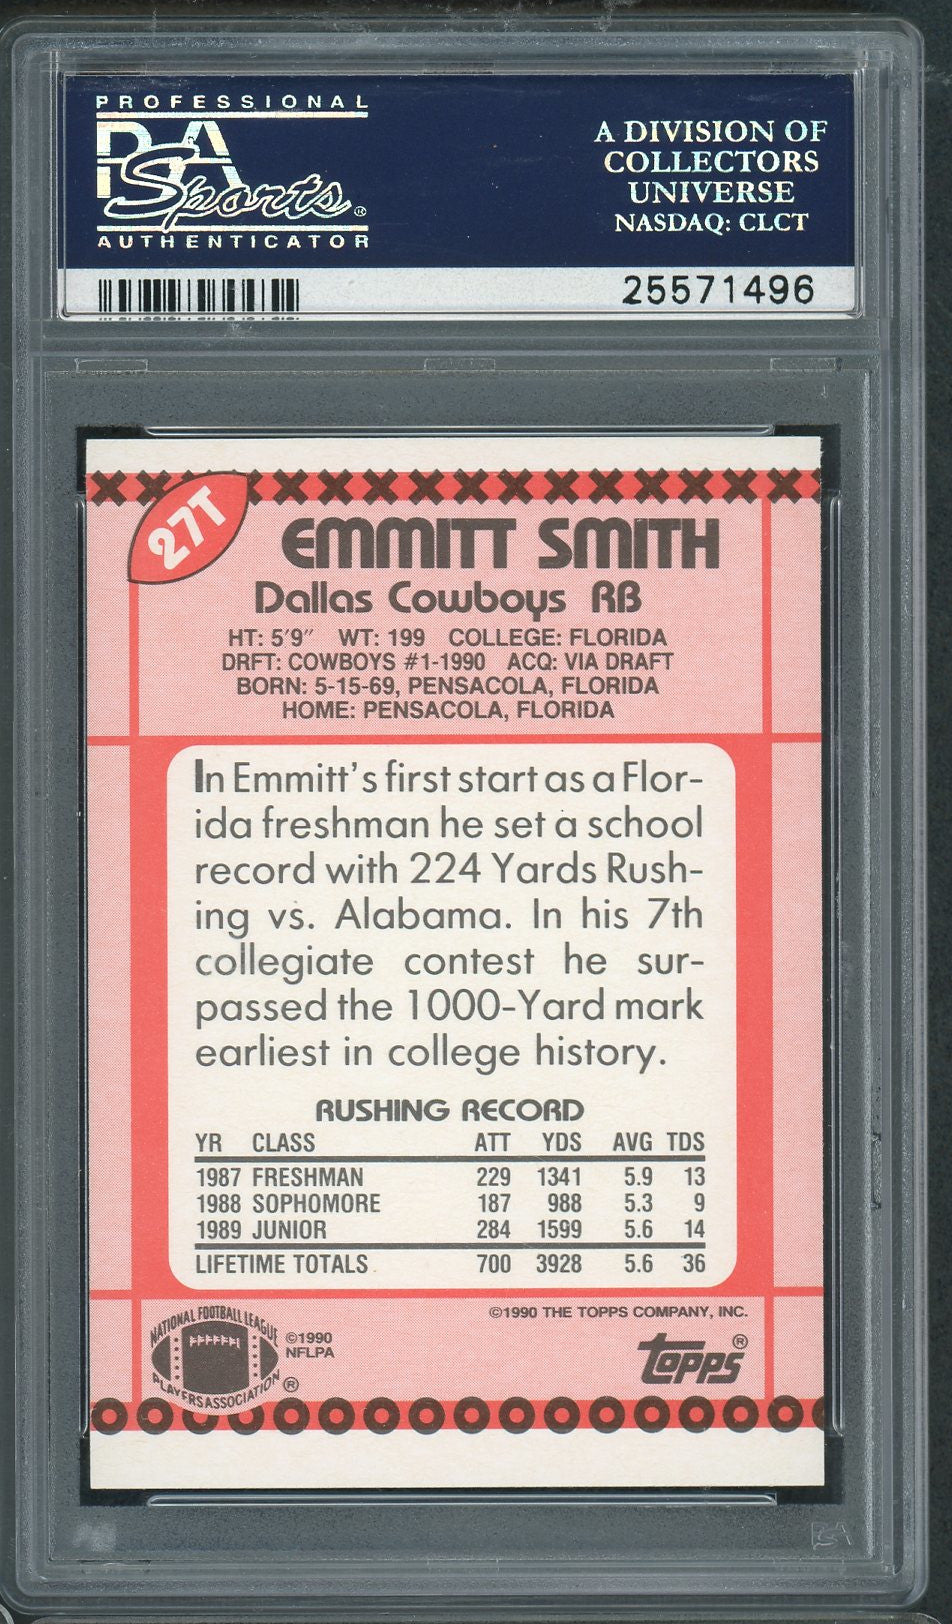 PROFESSIONAL
PSA
Sports®
AUTHENTICATOR
A DIVISION OF
COLLECTORS
UNIVERSE
NASDAQ: CLCT
25571496
27T
EMMITT SMITH
Dallas Cowboys RB
HT: 5'9" WT: 199 COLLEGE: FLORIDA
DRFT: COWBOYS #1-1990 ACQ: VIA DRAFT
BORN: 5-15-69, PENSACOLA, FLORIDA
HOME: PENSACOLA, FLORIDA
In Emmitt's first start as a Flor-
ida freshman he set a school
record with 224 Yards Rush-
ing vs. Alabama. In his 7th
collegiate contest he sur-
passed the 1000-Yard mark
earliest in college history.
RUSHING RECORD
YR CLASS ATT YDS AVG TDS
1987 FRESHMAN 229 1341 5.9 13
1988 SOPHOMORE 187 988 5.3 9
1989 JUNIOR 284 1599 5.6 14
LIFETIME TOTALS 700 3928 5.6 36
©1990 THE TOPPS COMPANY, INC.
NATIONAL FOOTBALL LEAGUE
PLAYERS ASSOCIATION ®
©1990
NFLPA
Topps®
PSA